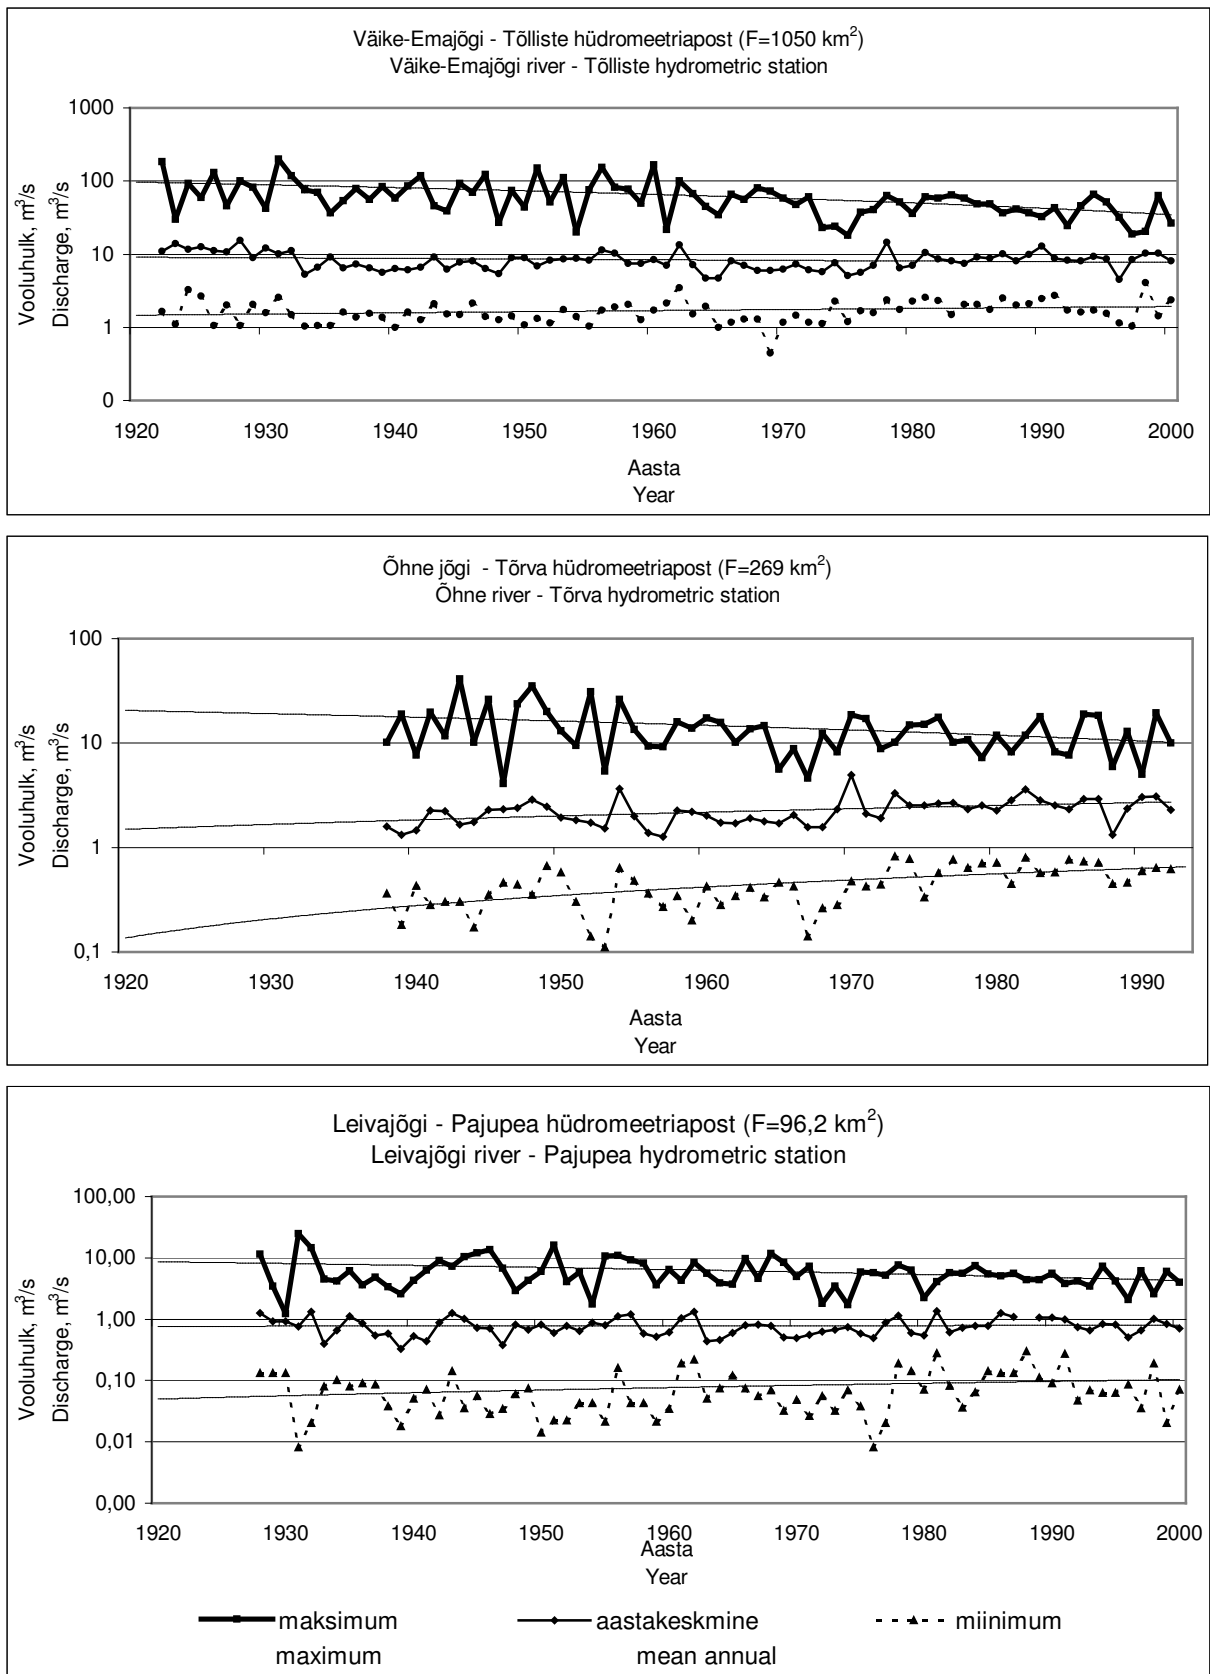 Väike-Emajõgi - Tõlliste hüdromeetriapost (F=1050 km²)
Väike-Emajõgi river - Tõlliste hydrometric station
Vooluhulk, m³/s
Discharge, m³/s
1000
100
10
1
0
1920 1930 1940 1950 1960 1970 1980 1990 2000
Aasta
Year
Õhne jõgi - Tõrva hüdromeetriapost (F=269 km²)
Õhne river - Tõrva hydrometric station
Vooluhulk, m³/s
Discharge, m³/s
100
10
1
0,1
1920 1930 1940 1950 1960 1970 1980 1990
Aasta
Year
Leivajõgi - Pajupea hüdromeetriapost (F=96,2 km²)
Leivajõgi river - Pajupea hydrometric station
Vooluhulk, m³/s
Discharge, m³/s
100,00
10,00
1,00
0,10
0,01
0,00
1920 1930 1940 1950 1960 1970 1980 1990 2000
Aasta
Year
maksimum aastakeskmine miinimum
maximum mean annual